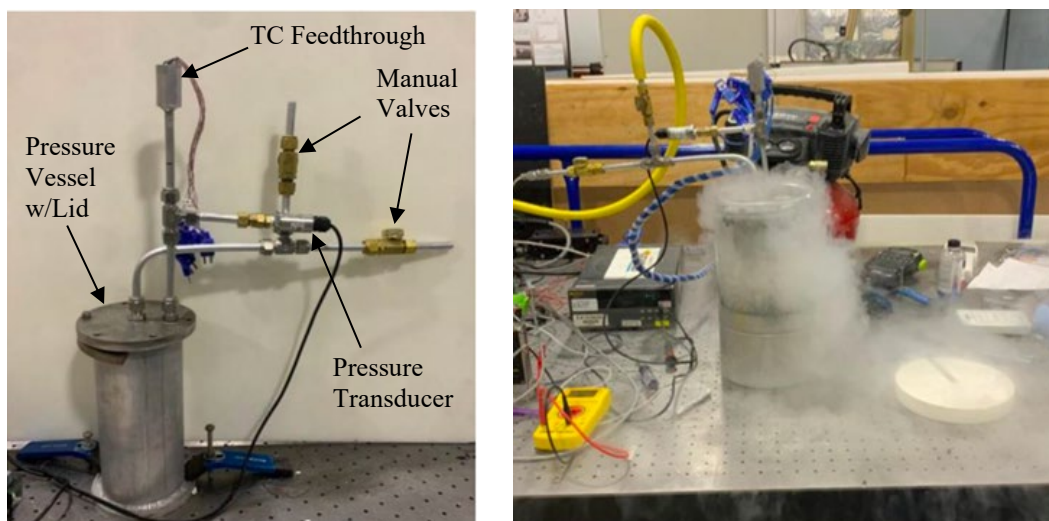 TC Feedthrough
Manual
Valves
Pressure
Vessel
w/Lid
Pressure
Transducer